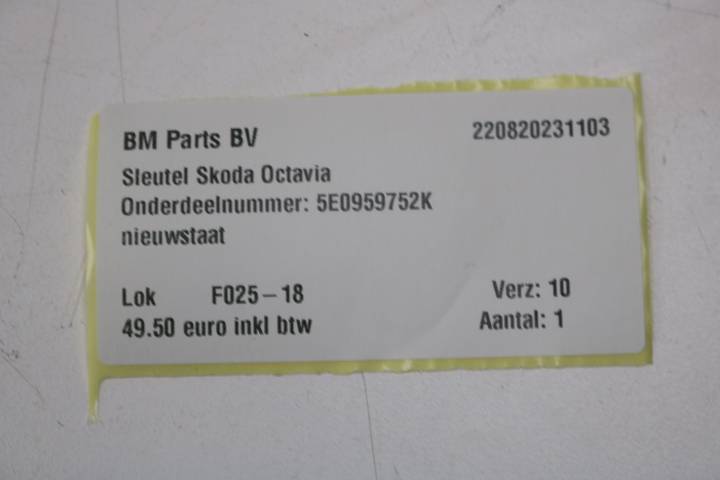 BM Parts BV 220820231103
Sleutel Skoda Octavia
Onderdeelnummer: 5E0959752K
nieuwstaat
Lok F025-18 Verz: 10
49.50 euro inkl btw Aantal: 1